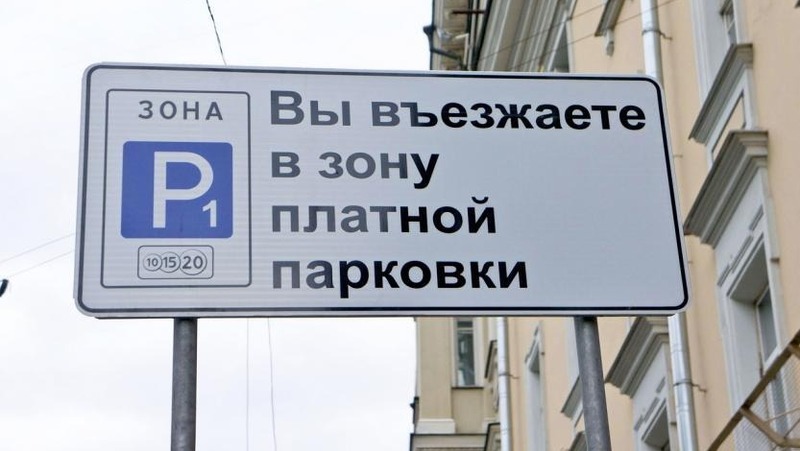 ЗОНА
P1
10 15 20
Вы въезжаете
в зону
платной
парковки